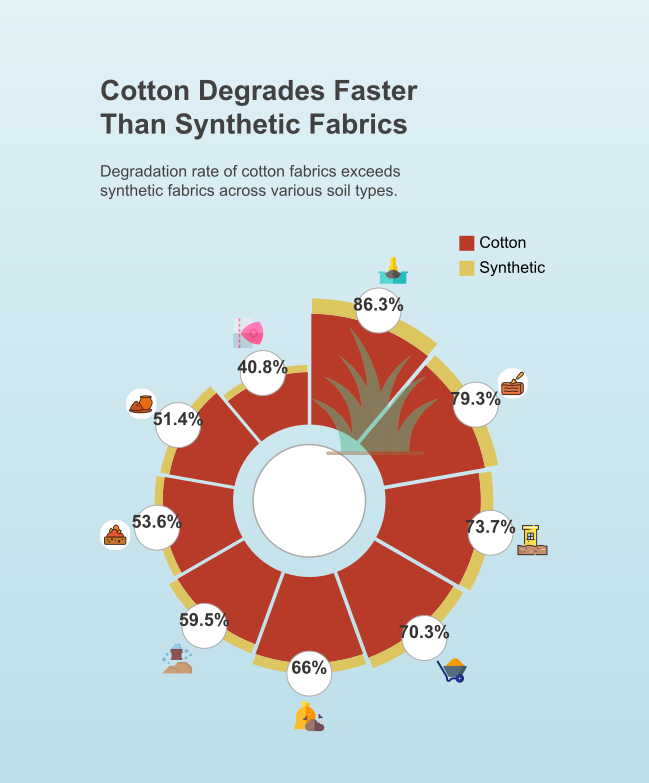 Cotton Degrades Faster
Than Synthetic Fabrics
Degradation rate of cotton fabrics exceeds
synthetic fabrics across various soil types.
Cotton
Synthetic
86.3%
79.3%
73.7%
70.3%
66%
59.5%
53.6%
51.4%
40.8%